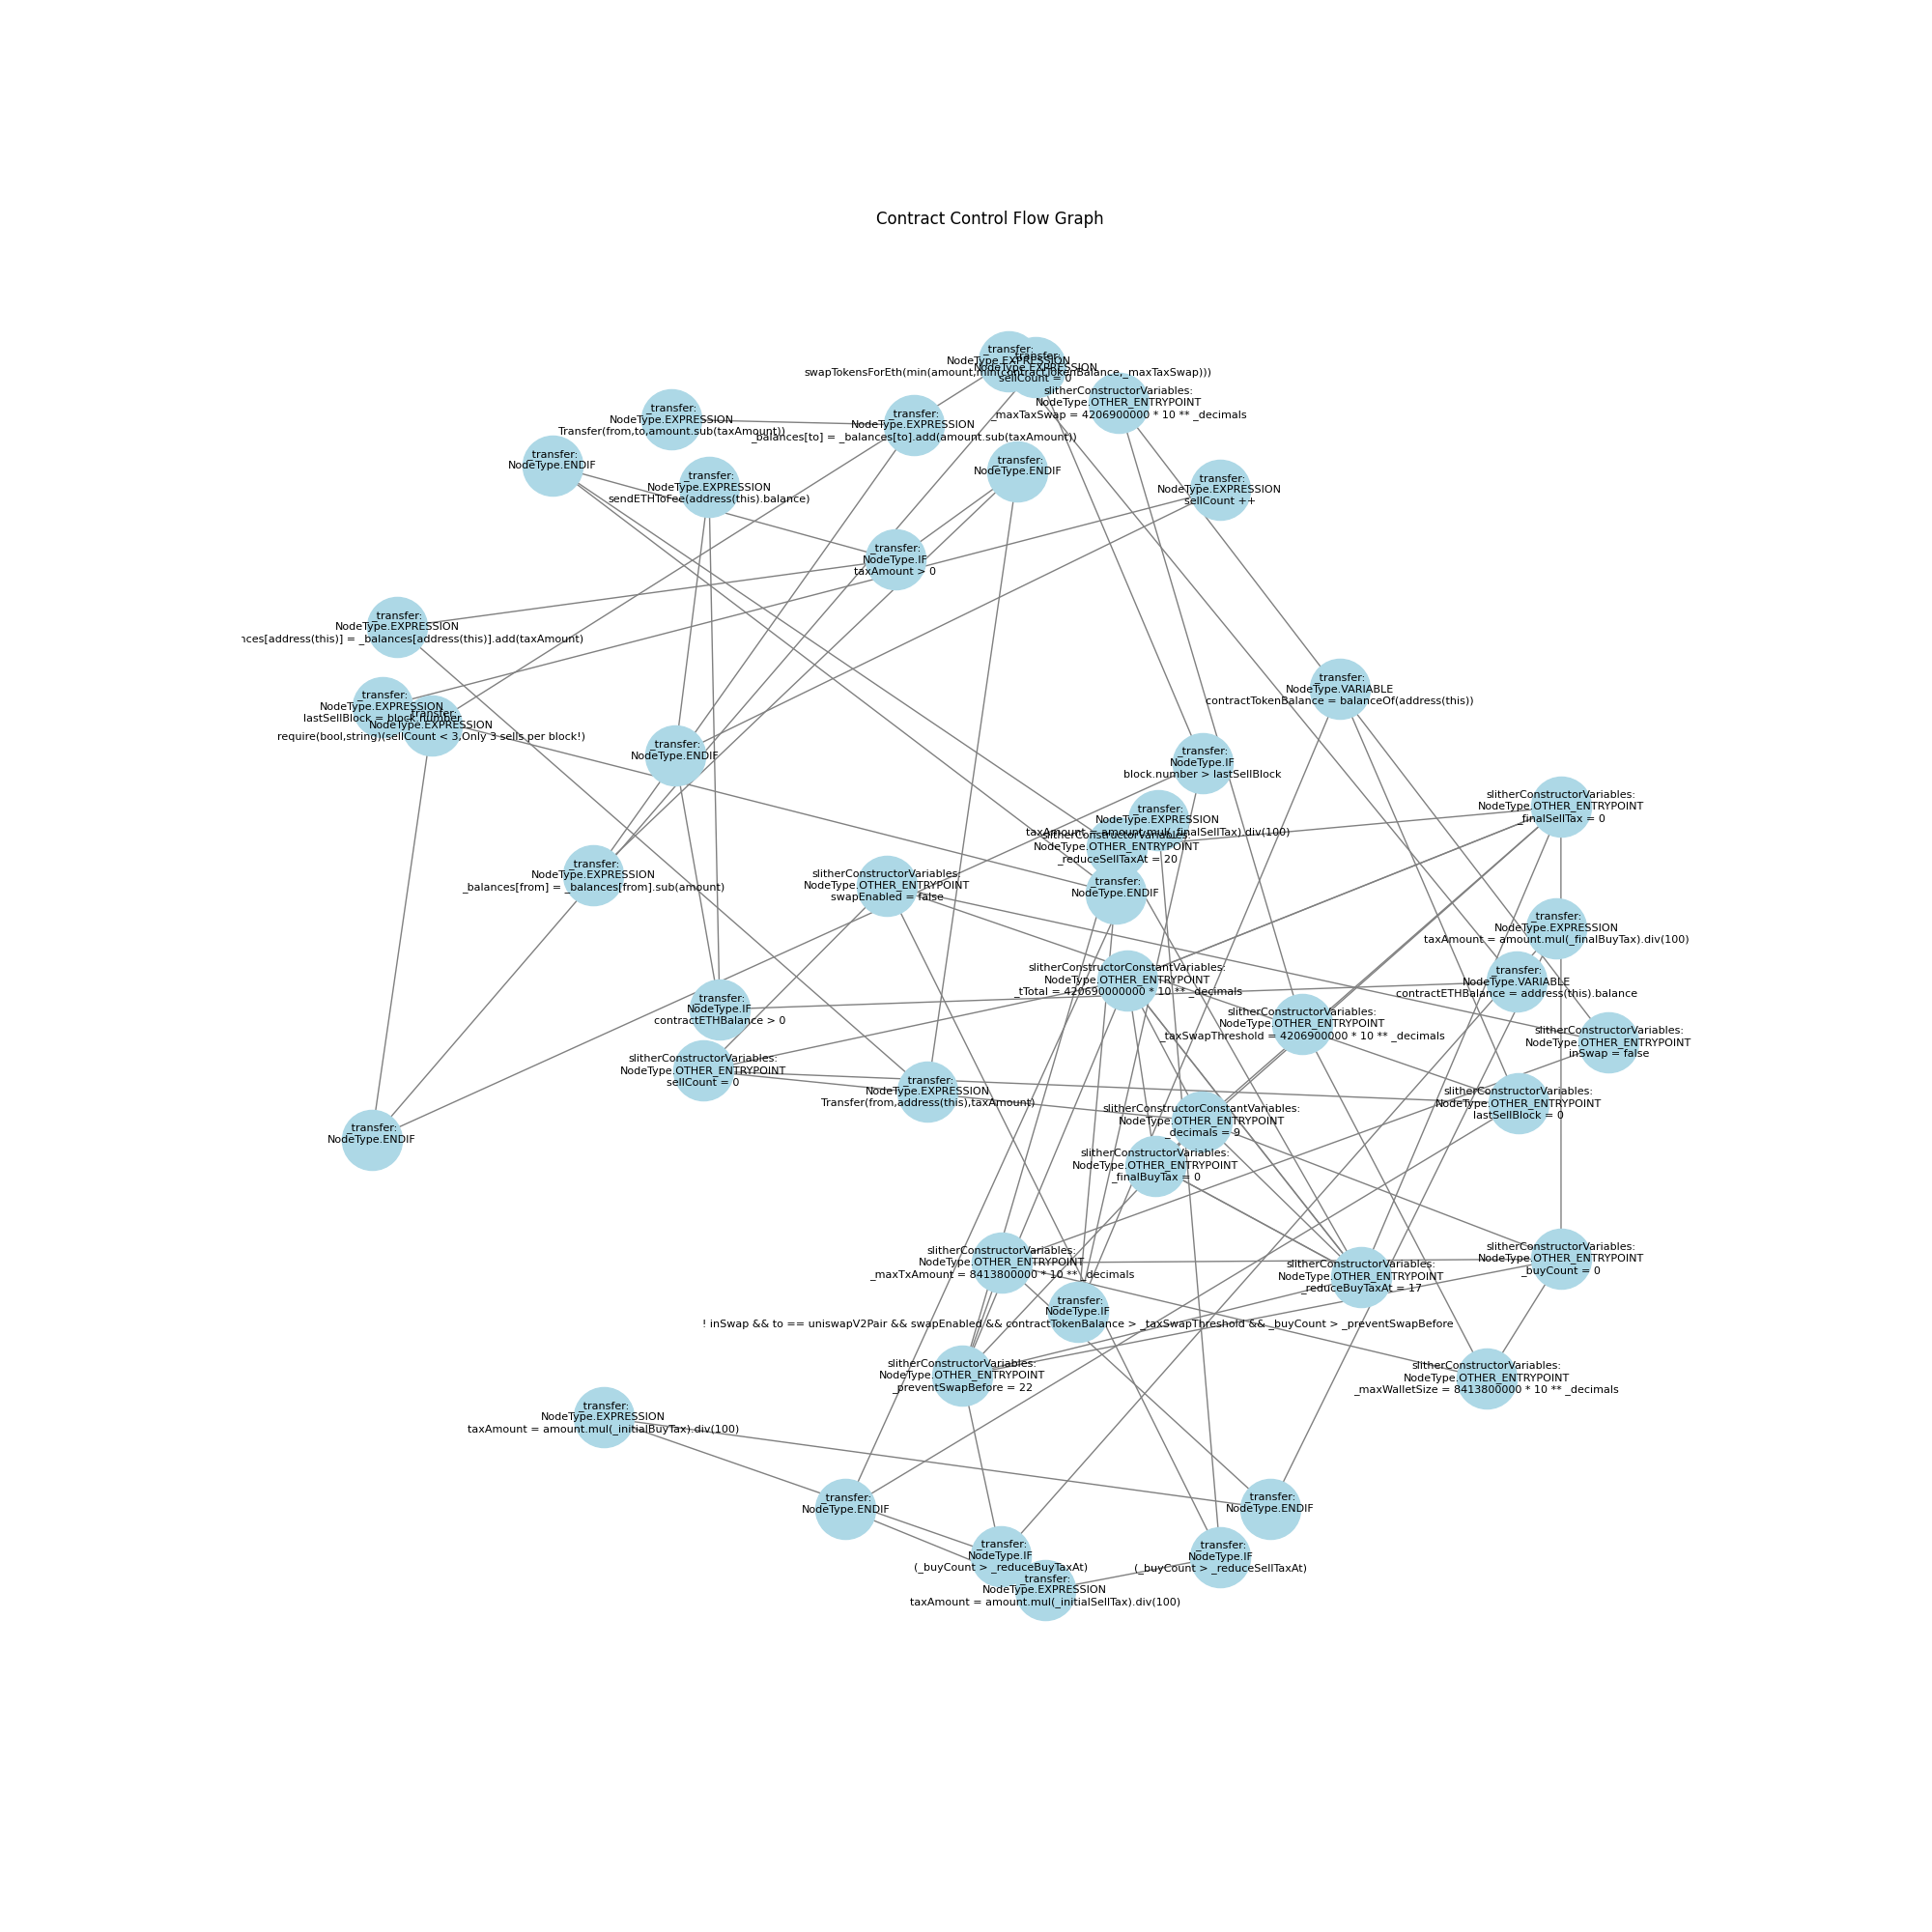 Contract Control Flow Graph
_transfer:
NodeType.EXPRESSION
swapTokensForEth(min(amount,min(contractTokenBalance,_maxTaxSwap)))
_transfer:
NodeType.EXPRESSION
sellCount = 0
slitherConstructorVariables:
NodeType.OTHER_ENTRYPOINT
_maxTaxSwap = 4206900000 * 10 ** _decimals
_transfer:
NodeType.EXPRESSION
Transfer(from,to,amount.sub(taxAmount))
_transfer:
NodeType.EXPRESSION
_balances[to] = _balances[to].add(amount.sub(taxAmount))
_transfer:
NodeType.ENDIF
_transfer:
NodeType.ENDIF
_transfer:
NodeType.EXPRESSION
sendETHToFee(address(this).balance)
_transfer:
NodeType.EXPRESSION
sellCount ++
_transfer:
NodeType.IF
taxAmount > 0
_transfer:
NodeType.EXPRESSION
nces[address(this)] = _balances[address(this)].add(taxAmount)
_transfer:
NodeType.VARIABLE
contractTokenBalance = balanceOf(address(this))
_transfer:
NodeType.EXPRESSION
lastSellBlock = block.number
_transfer:
NodeType.EXPRESSION
require(bool,string)(sellCount < 3,Only 3 sells per block!)
_transfer:
NodeType.ENDIF
_transfer:
NodeType.IF
block.number > lastSellBlock
slitherConstructorVariables:
NodeType.OTHER_ENTRYPOINT
_finalSellTax = 0
_transfer:
NodeType.EXPRESSION
taxAmount = amount.mul(_finalSellTax).div(100)
slitherConstructorVariables:
NodeType.OTHER_ENTRYPOINT
_reduceSellTaxAt = 20
_transfer:
NodeType.EXPRESSION
_balances[from] = _balances[from].sub(amount)
slitherConstructorVariables:
NodeType.OTHER_ENTRYPOINT
swapEnabled = false
_transfer:
NodeType.ENDIF
_transfer:
NodeType.EXPRESSION
taxAmount = amount.mul(_finalBuyTax).div(100)
slitherConstructorConstantVariables:
NodeType.OTHER_ENTRYPOINT
_tTotal = 420690000000 * 10 ** _decimals
_transfer:
NodeType.VARIABLE
contractETHBalance = address(this).balance
_transfer:
NodeType.IF
contractETHBalance > 0
slitherConstructorVariables:
NodeType.OTHER_ENTRYPOINT
_taxSwapThreshold = 4206900000 * 10 ** _decimals
slitherConstructorVariables:
NodeType.OTHER_ENTRYPOINT
inSwap = false
slitherConstructorVariables:
NodeType.OTHER_ENTRYPOINT
sellCount = 0
_transfer:
NodeType.EXPRESSION
Transfer(from,address(this),taxAmount)
slitherConstructorVariables:
NodeType.OTHER_ENTRYPOINT
lastSellBlock = 0
slitherConstructorConstantVariables:
NodeType.OTHER_ENTRYPOINT
_decimals = 9
_transfer:
NodeType.ENDIF
slitherConstructorVariables:
NodeType.OTHER_ENTRYPOINT
_finalBuyTax = 0
slitherConstructorVariables:
NodeType.OTHER_ENTRYPOINT
_maxTxAmount = 8413800000 * 10 ** _decimals
slitherConstructorVariables:
NodeType.OTHER_ENTRYPOINT
_buyCount = 0
slitherConstructorVariables:
NodeType.OTHER_ENTRYPOINT
_reduceBuyTaxAt = 17
_transfer:
NodeType.IF
! inSwap && to == uniswapV2Pair && swapEnabled && contractTokenBalance > _taxSwapThreshold && _buyCount > _preventSwapBefore
slitherConstructorVariables:
NodeType.OTHER_ENTRYPOINT
_preventSwapBefore = 22
slitherConstructorVariables:
NodeType.OTHER_ENTRYPOINT
_maxWalletSize = 8413800000 * 10 ** _decimals
_transfer:
NodeType.EXPRESSION
taxAmount = amount.mul(_initialBuyTax).div(100)
_transfer:
NodeType.ENDIF
_transfer:
NodeType.ENDIF
_transfer:
NodeType.IF
(_buyCount > _reduceBuyTaxAt)
_transfer:
NodeType.IF
(_buyCount > _reduceSellTaxAt)
_transfer:
NodeType.EXPRESSION
taxAmount = amount.mul(_initialSellTax).div(100)